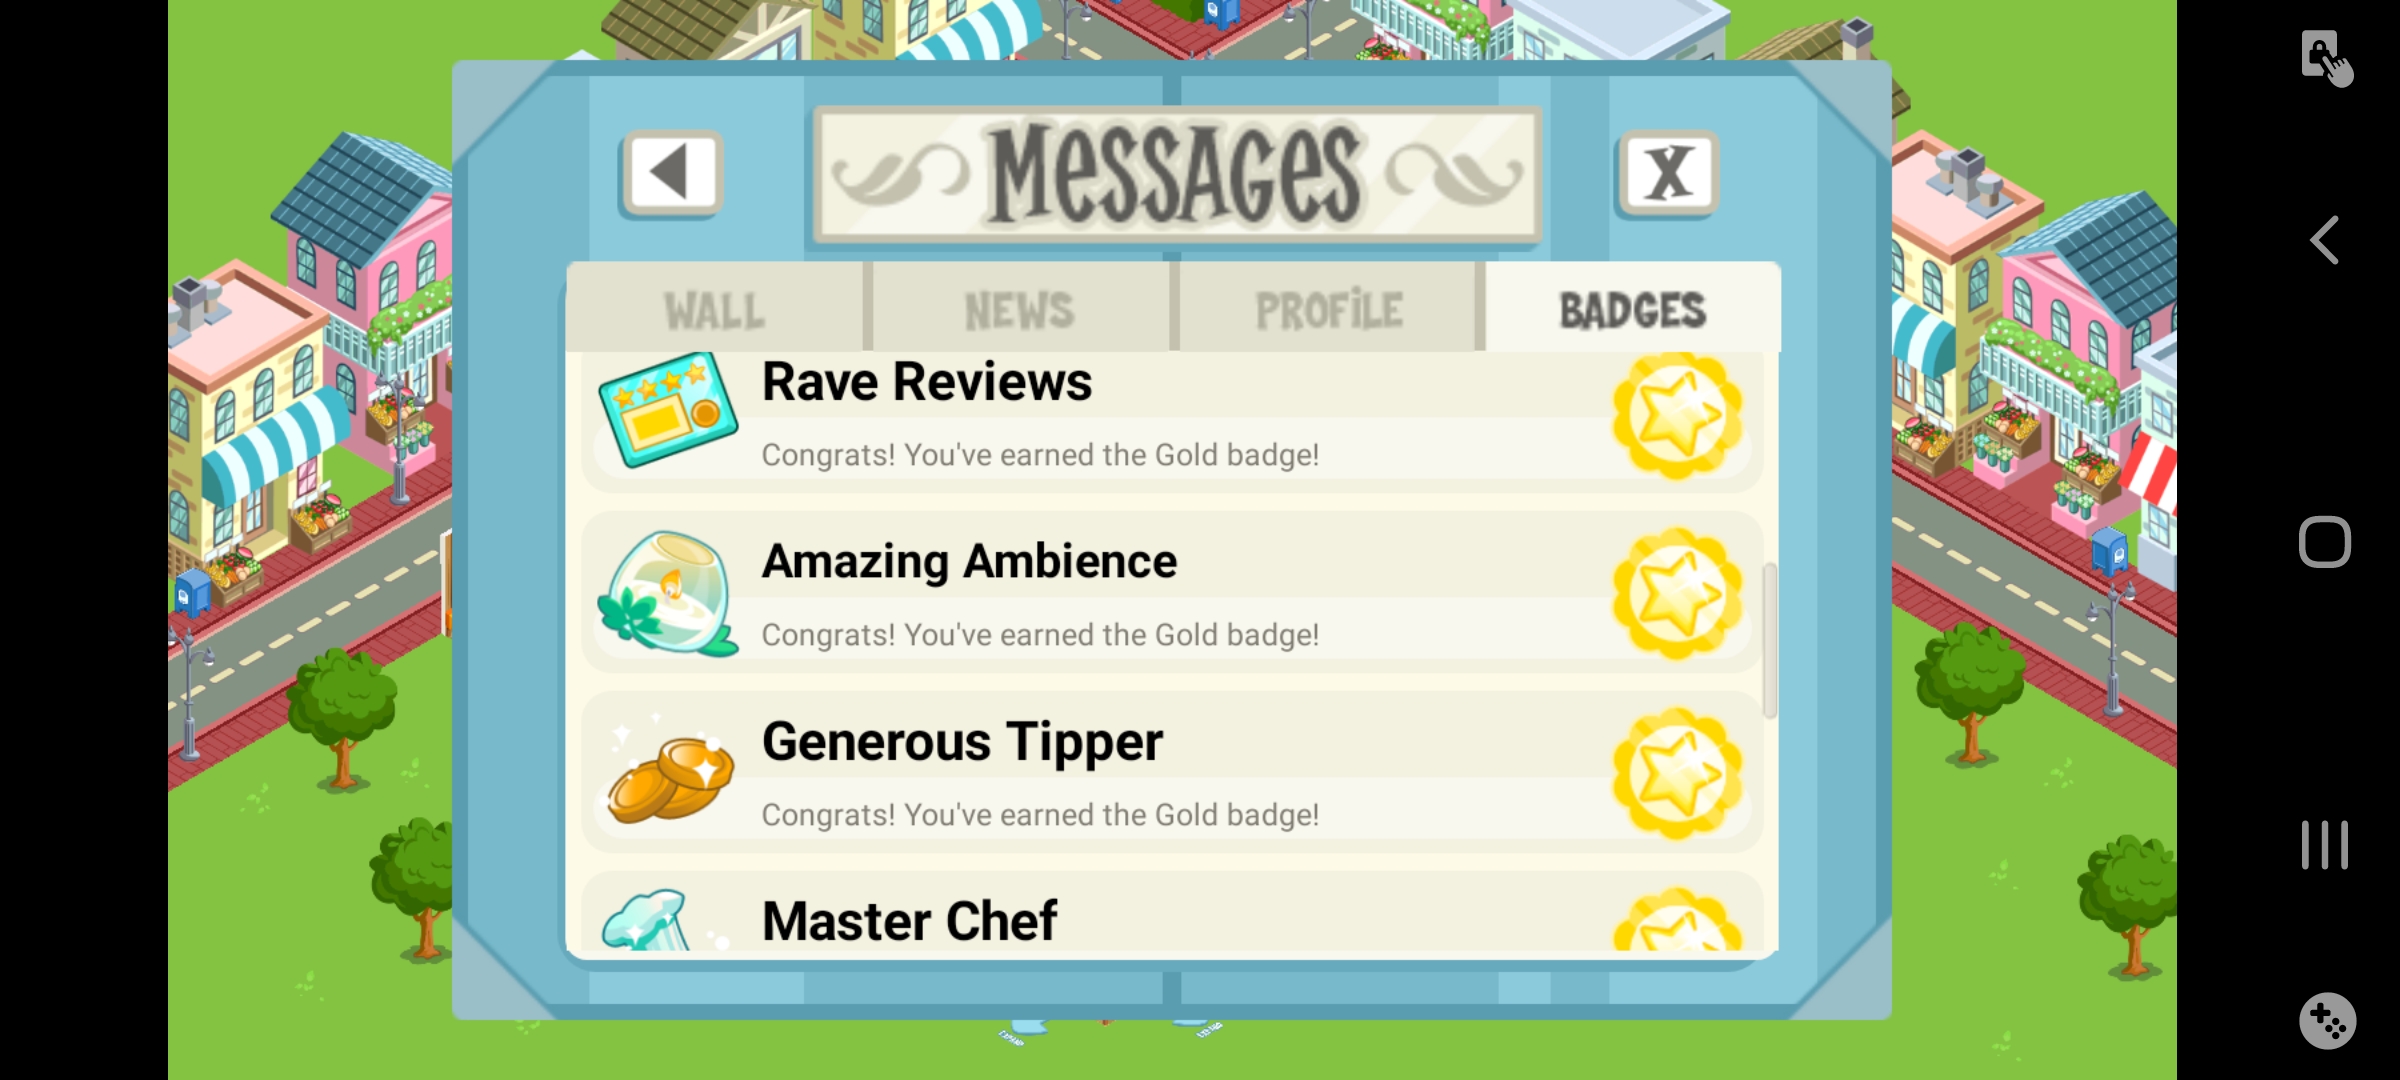 MESSAGES
X
WALL NEWS PROFILE BADGES
Rave Reviews
Congrats! You've earned the Gold badge!
Amazing Ambience
Congrats! You've earned the Gold badge!
Generous Tipper
Congrats! You've earned the Gold badge!
Master Chef